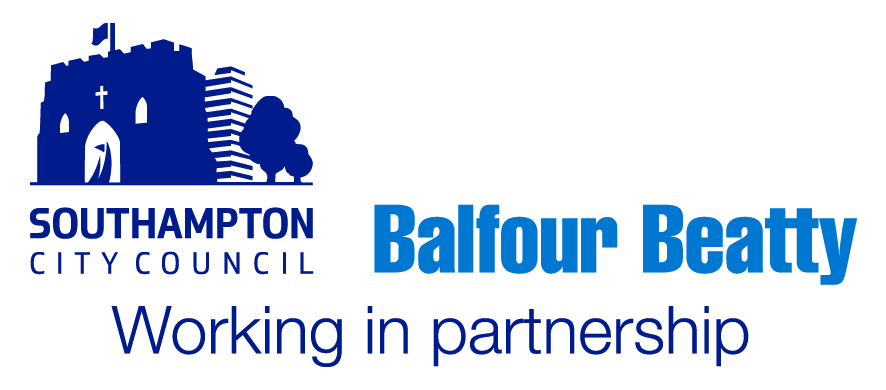 SOUTHAMPTON
CITY COUNCIL
Balfour Beatty
Working in partnership